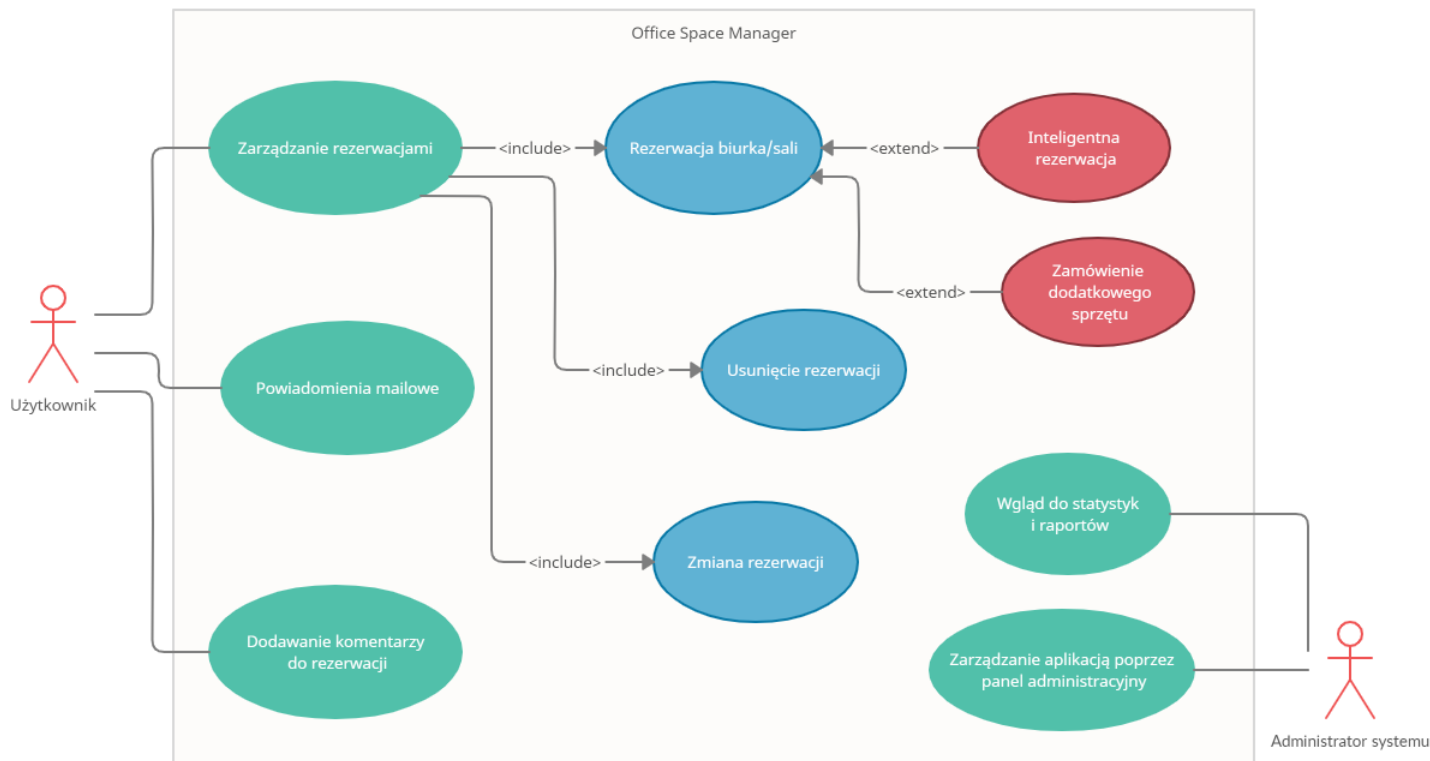 Office Space Manager
Zarządzanie rezerwacjami
<include>
Rezerwacja biurka/sali
<extend>
Inteligentna
rezerwacja
Zamówienie
dodatkowego
sprzętu
<extend>
Użytkownik
Powiadomienia mailowe
<include>
Usunięcie rezerwacji
Wgląd do statystyk
i raportów
<include>
Zmiana rezerwacji
Dodawanie komentarzy
do rezerwacji
Zarządzanie aplikacją poprzez
panel administracyjny
Administrator systemu